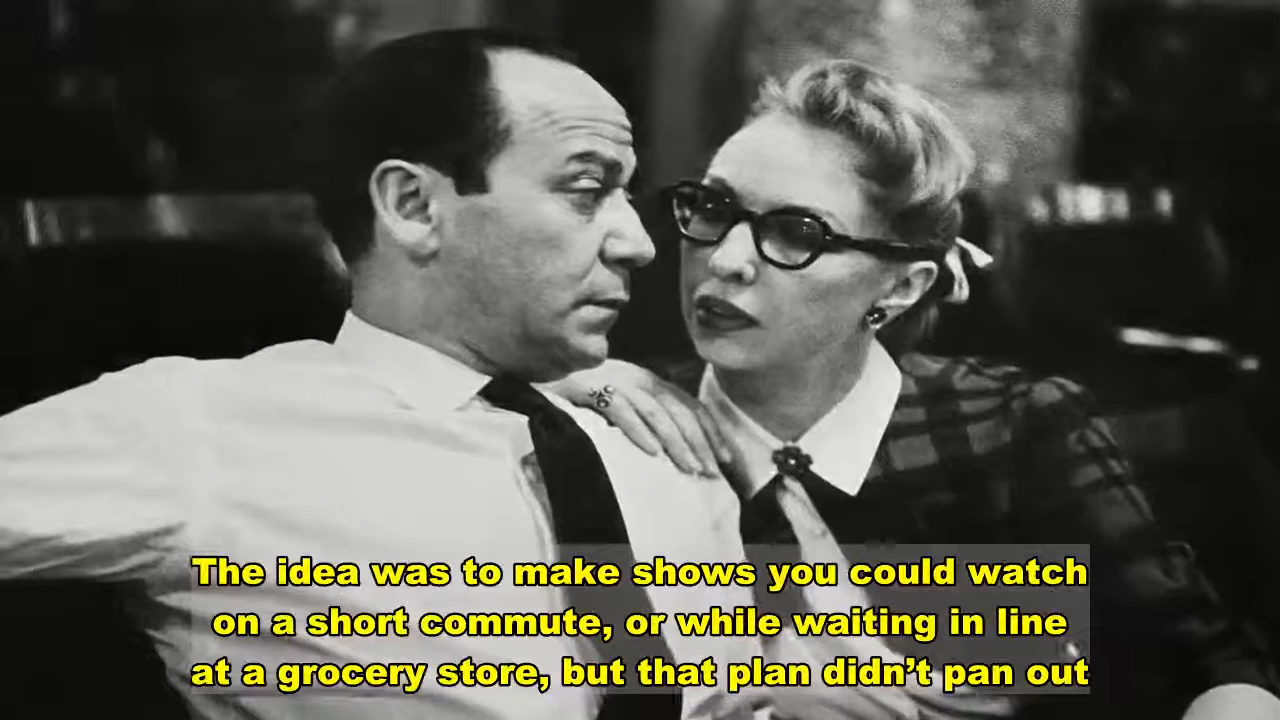 The idea was to make shows you could watch
on a short commute, or while waiting in line
at a grocery store, but that plan didn’t pan out